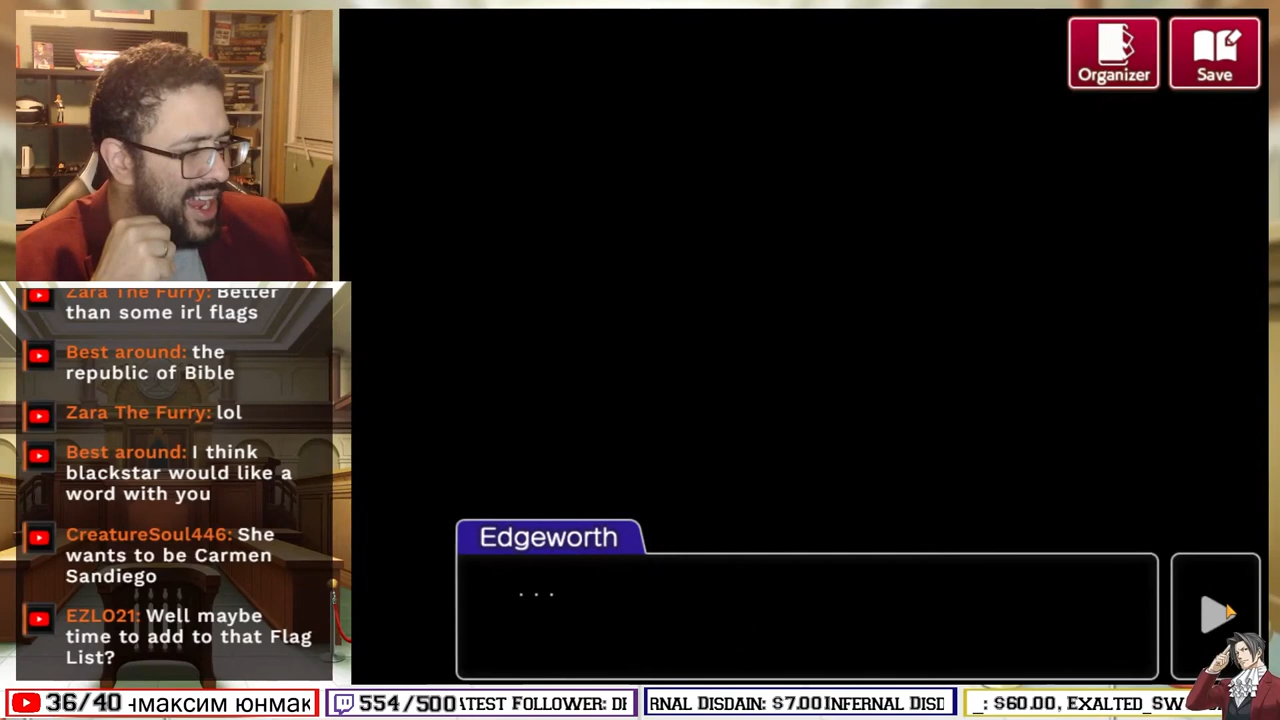 Organizer
Save
Zara The Furry: Better
than some irl flags
Best around: the
republic of Bible
Zara The Furry: lol
Best around: I think
blackstar would like a
word with you
CreatureSoul446: She
wants to be Carmen
Sandiego
EZLO21: Well maybe
time to add to that Flag
List?
Edgeworth
...
36/40 юнмак
554/500 TEST FOLLOWER:
RNAL DISDAIN: $7.00 INFERNAL DISD
_: $60.00, EXALTED_SW